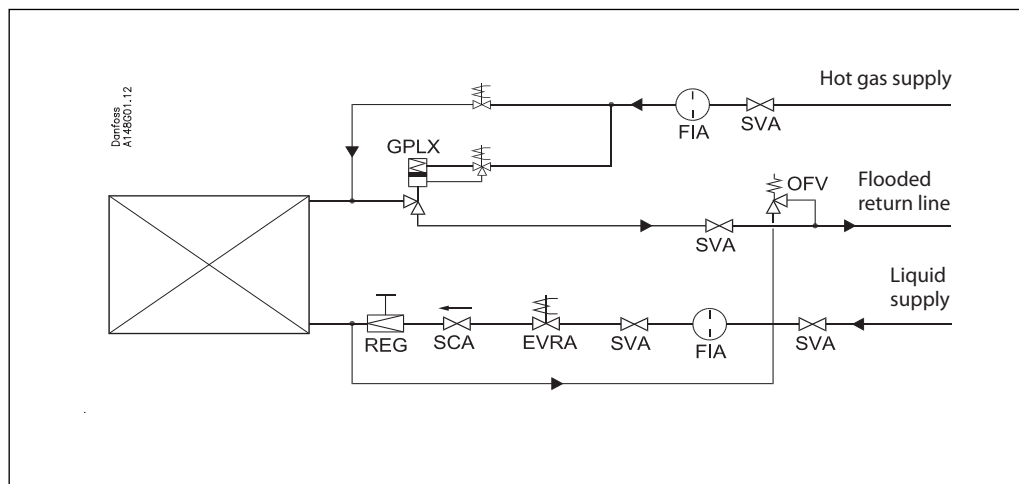 Danfoss
A148G01.12
Hot gas supply
FIA
SVA
GPLX
OFV
Flooded
return line
SVA
Liquid
supply
REG
SCA
EVRA
SVA
FIA
SVA